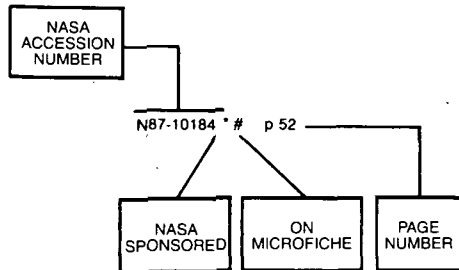 NASA
ACCESSION
NUMBER
N87-10184 * # p 52
NASA
SPONSORED
ON
MICROFICHE
PAGE
NUMBER